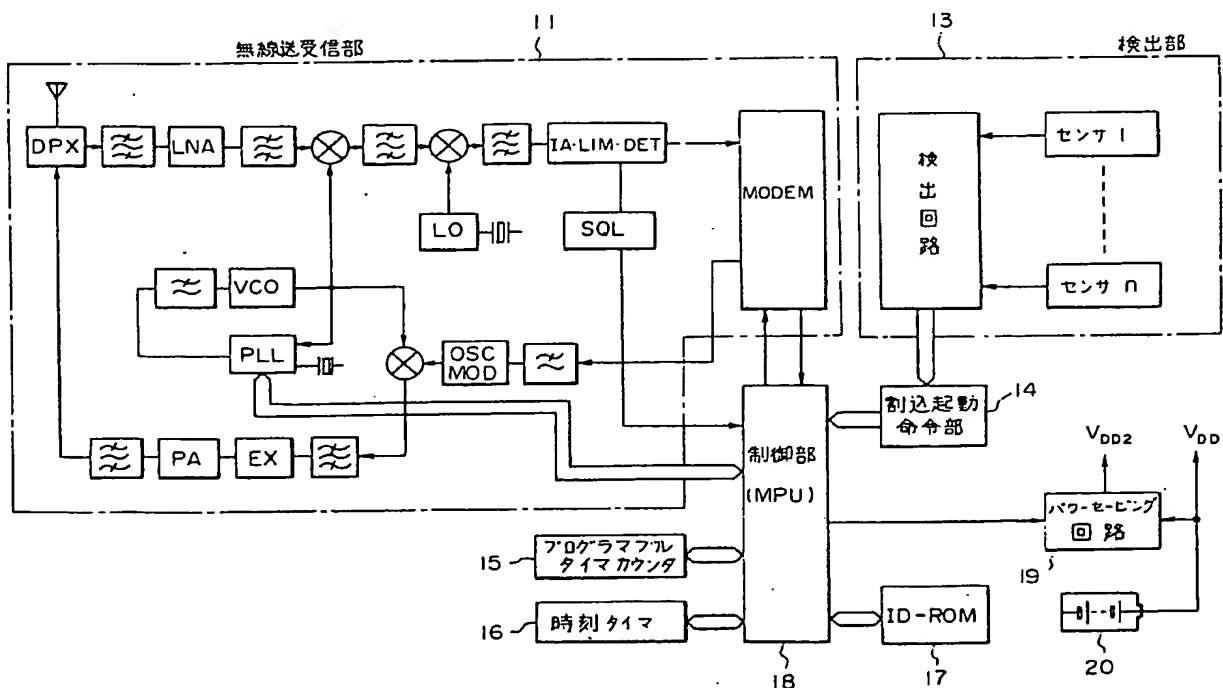 11
無線送受信部
13
検出部
DPX
LNA
IA·LIM·DET
MODEM
LO
SQL
検出回路
センサ 1
センサ n
VCO
PLL
OSC
MOD
PA
EX
割込起動
命令部
14
制御部
(MPU)
VDD2
VDD
パワーセービング
回路
19
15
プログラマブル
タイマカウンタ
16
時刻タイマ
ID-ROM
17
18
20